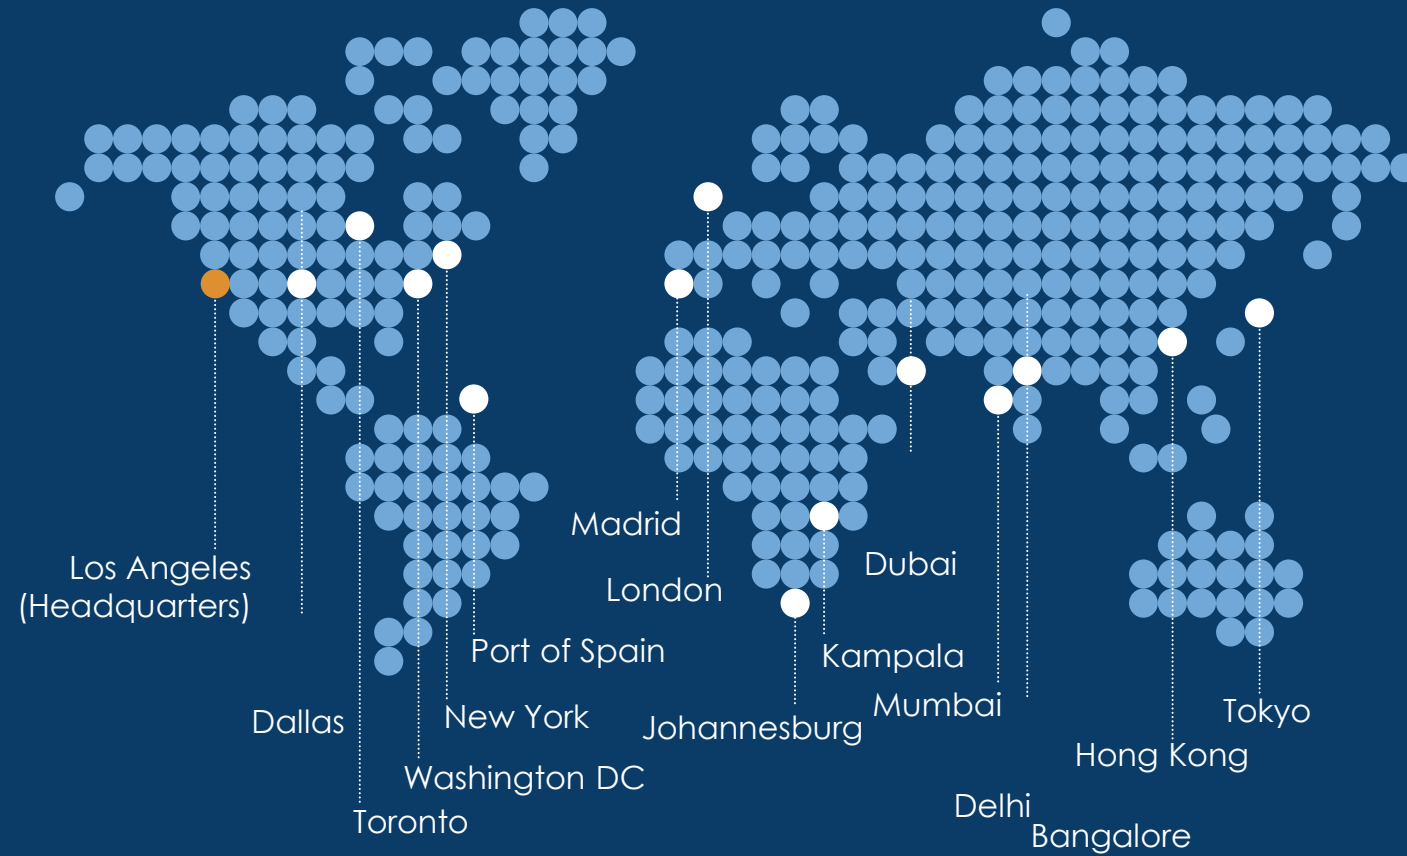 Madrid
Dubai
Los Angeles
(Headquarters)
London
Port of Spain
Kampala
Mumbai
Dallas
New York
Johannesburg
Tokyo
Hong Kong
Washington DC
Delhi
Toronto
Bangalore